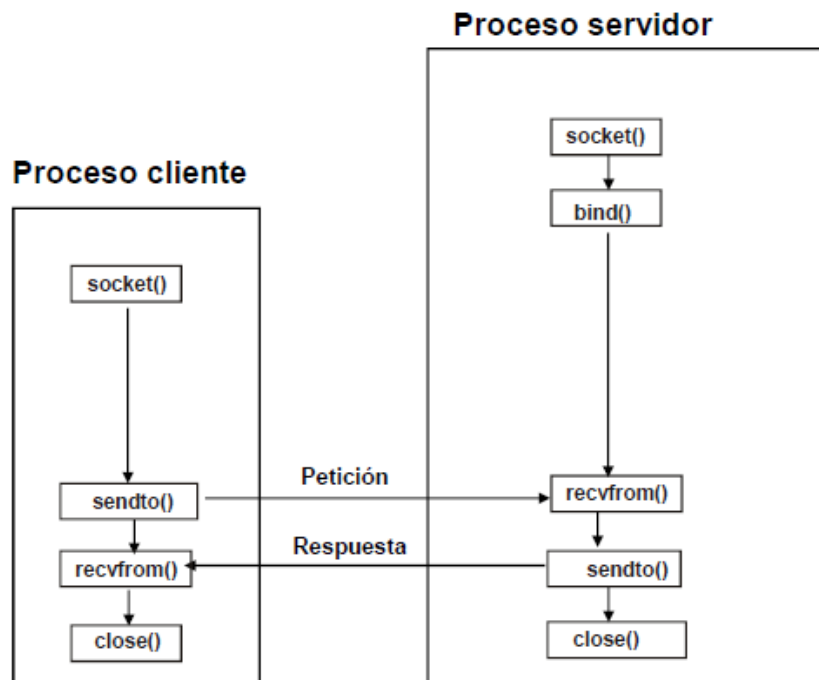 Proceso servidor
socket()
bind()
Proceso cliente
socket()
Petición
sendto()
recvfrom()
Respuesta
recvfrom()
sendto()
close()
close()